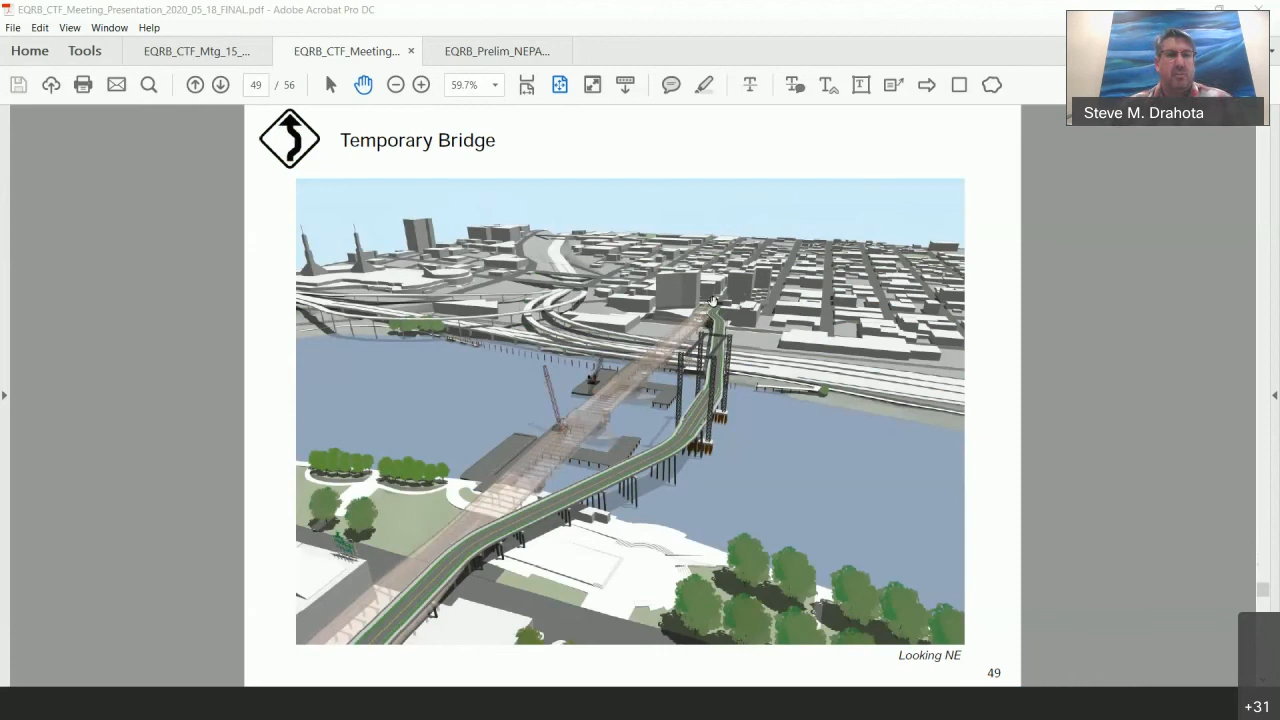 EQRB_CTF_Meeting_Presentation_2020_05_18_FINAL.pdf - Adobe Acrobat Pro DC
File Edit View Window Help
Home Tools EQRB_CTF_Mtg_15_... EQRB_CTF_Meeting... × EQRB_Prelim_NEPA...
49 / 56 59.7%
Steve M. Drahota
Temporary Bridge
Looking NE
49
+31